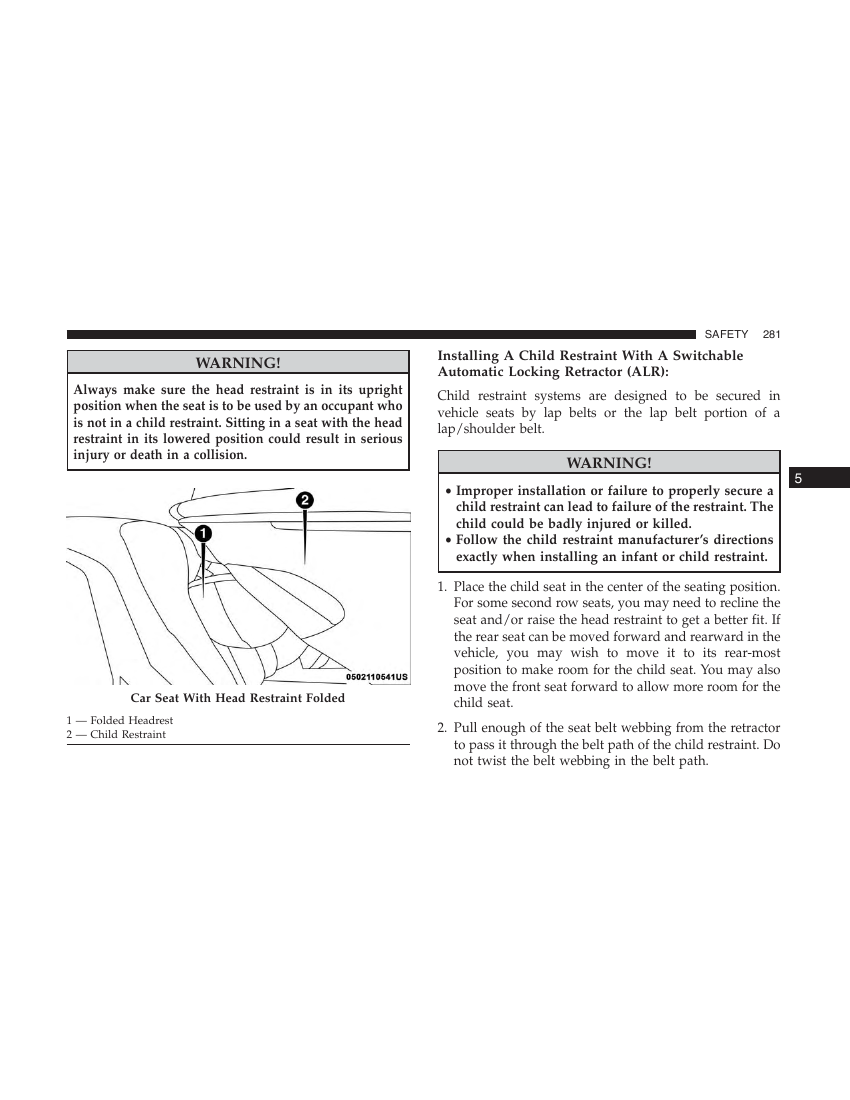 SAFETY 281
WARNING!
Always make sure the head restraint is in its upright
position when the seat is to be used by an occupant who
is not in a child restraint. Sitting in a seat with the head
restraint in its lowered position could result in serious
injury or death in a collision.
1
2
0502110541US
Car Seat With Head Restraint Folded
1 — Folded Headrest
2 — Child Restraint
Installing A Child Restraint With A Switchable
Automatic Locking Retractor (ALR):
Child restraint systems are designed to be secured in
vehicle seats by lap belts or the lap belt portion of a
lap/shoulder belt.
WARNING!
• Improper installation or failure to properly secure a
child restraint can lead to failure of the restraint. The
child could be badly injured or killed.
• Follow the child restraint manufacturer's directions
exactly when installing an infant or child restraint.
1. Place the child seat in the center of the seating position.
For some second row seats, you may need to recline the
seat and/or raise the head restraint to get a better fit. If
the rear seat can be moved forward and rearward in the
vehicle, you may wish to move it to its rear-most
position to make room for the child seat. You may also
move the front seat forward to allow more room for the
child seat.
2. Pull enough of the seat belt webbing from the retractor
to pass it through the belt path of the child restraint. Do
not twist the belt webbing in the belt path.
5